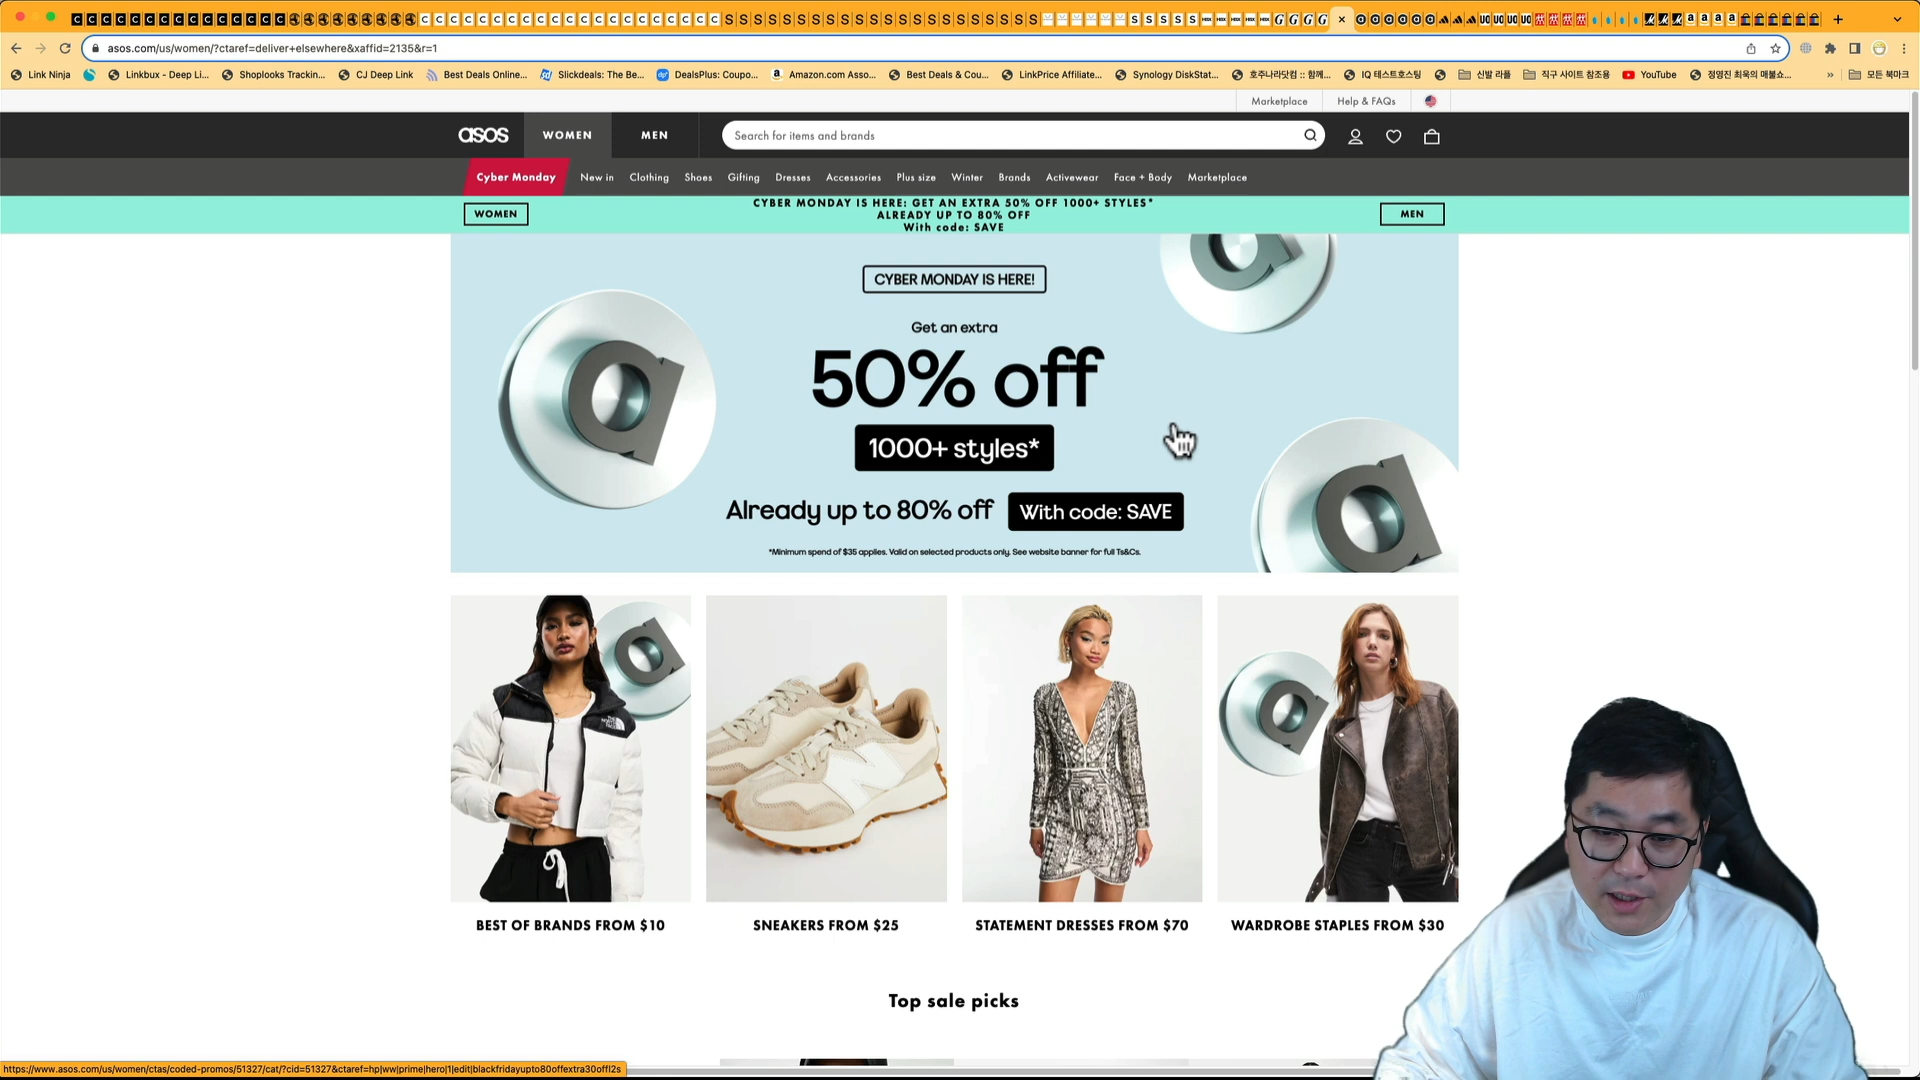 asos.com/us/women/?ctaref=deliver+elsewhere&xaffid=2135&r=1
Link Ninja
Linkbux - Deep Li...
Shoplooks Trackin...
CJ Deep Link
Best Deals Online...
Slickdeals: The Be...
DealsPlus: Coupo...
Amazon.com Asso...
Best Deals & Cou...
LinkPrice Affiliate...
Synology DiskStat...
호주나라닷컴 :: 함께...
IQ 테스트호스팅
신발 라플
직구 사이트 참조용
YouTube
정영진 최욱의 매불쇼...
모든 북마크
Marketplace
Help & FAQs
asos
WOMEN
MEN
Search for items and brands
Cyber Monday
New in
Clothing
Shoes
Gifting
Dresses
Accessories
Plus size
Winter
Brands
Activewear
Face + Body
Marketplace
WOMEN
CYBER MONDAY IS HERE: GET AN EXTRA 50% OFF 1000+ STYLES*
ALREADY UP TO 80% OFF
With code: SAVE
MEN
CYBER MONDAY IS HERE!
Get an extra
50% off
1000+ styles*
Already up to 80% off
With code: SAVE
*Minimum spend of $35 applies. Valid on selected products only. See website banner for full Ts&Cs.
BEST OF BRANDS FROM $10
SNEAKERS FROM $25
STATEMENT DRESSES FROM $70
WARDROBE STAPLES FROM $30
Top sale picks
https://www.asos.com/us/women/ctas/coded-promos/51327/cat/?cid=51327&ctaref=hp|ww|prime|hero|1|edit|blackfridayupto80offextra30offl2s